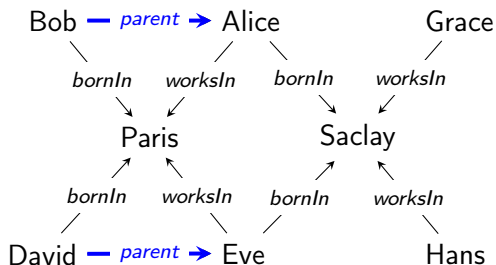 Bob parent Alice Grace
bornIn worksIn bornIn worksIn
Paris Saclay
bornIn worksIn bornIn worksIn
David parent Eve Hans